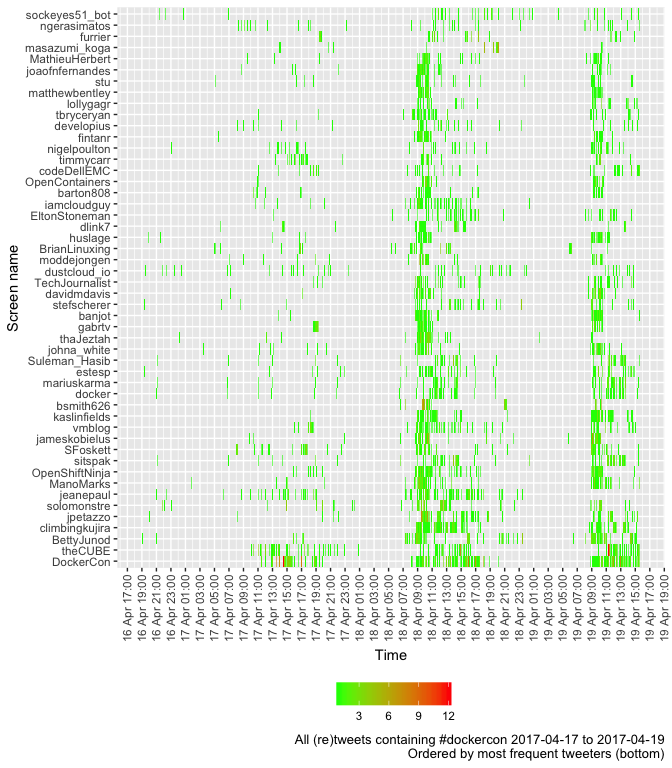 sockeyes51_bot
ngerasimatos
furrier
masazumi_koga
MathieuHerbert
joaofnfernandes
stu
matthewbentley
lollygagr
tbryceryan
developius
fintanr
nigelpoulton
timmycarr
codeDellEMC
OpenContainers
barton808
iamcloudguy
EltonStoneman
dlink7
huslage
BrianLinuxing
moddejongen
dustcloud_io
TechJournalist
davidmdavis
stefscherer
banjot
gabrtv
thaJeztah
johna_white
Suleman_Hasib
estesp
mariuskarma
docker
bsmith626
kaslinfields
vmblog
jameskobielus
SFoskett
sitspak
OpenShiftNinja
ManoMarks
jeanepaul
solomonstre
jpetazzo
climbingkujira
BettyJunod
theCUBE
DockerCon
Screen name
16 Apr 17:00
16 Apr 19:00
16 Apr 21:00
16 Apr 23:00
17 Apr 01:00
17 Apr 03:00
17 Apr 05:00
17 Apr 07:00
17 Apr 09:00
17 Apr 11:00
17 Apr 13:00
17 Apr 15:00
17 Apr 17:00
17 Apr 19:00
17 Apr 21:00
17 Apr 23:00
18 Apr 01:00
18 Apr 03:00
18 Apr 05:00
18 Apr 07:00
18 Apr 09:00
18 Apr 11:00
18 Apr 13:00
18 Apr 15:00
18 Apr 17:00
18 Apr 19:00
18 Apr 21:00
18 Apr 23:00
19 Apr 01:00
19 Apr 03:00
19 Apr 05:00
19 Apr 07:00
19 Apr 09:00
19 Apr 11:00
19 Apr 13:00
19 Apr 15:00
19 Apr 17:00
19 Apr 19:00
Time
3 6 9 12
All (re)tweets containing #dockercon 2017-04-17 to 2017-04-19
Ordered by most frequent tweeters (bottom)